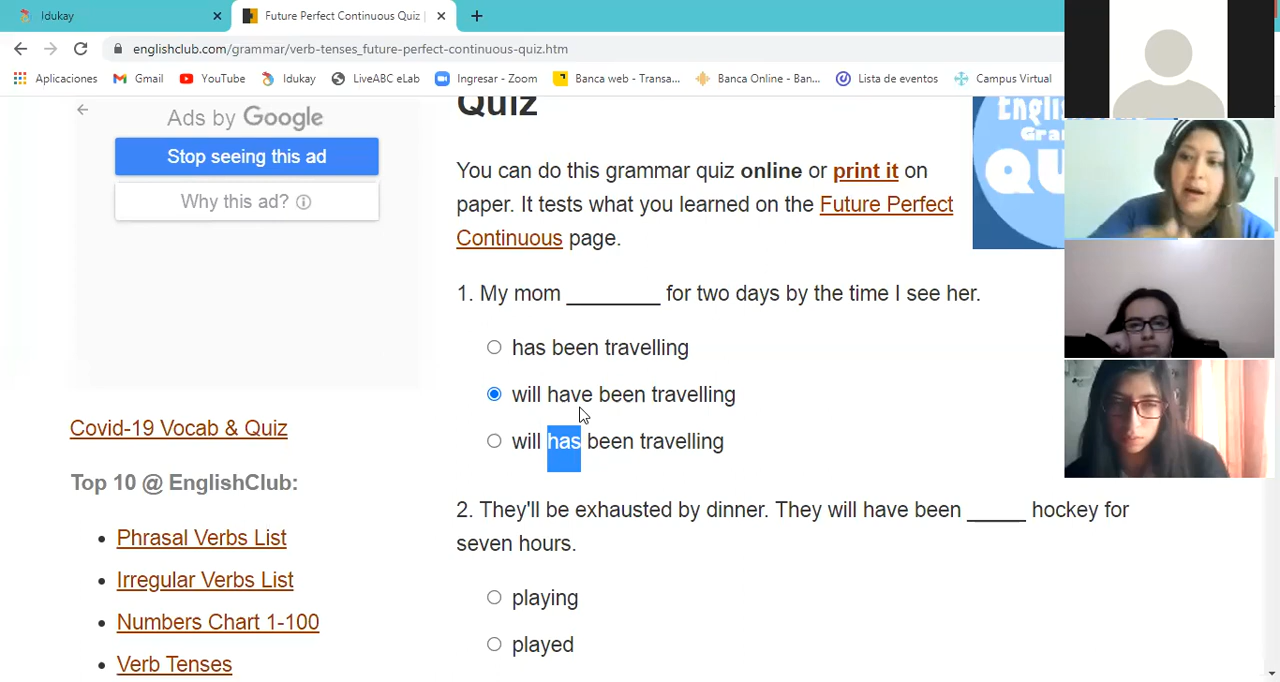 Idukay
Future Perfect Continuous Quiz |
englishclub.com/grammar/verb-tenses_future-perfect-continuous-quiz.htm
Aplicaciones Gmail YouTube Idukay LiveABC eLab Ingresar - Zoom Banca web - Transa... Banca Online - Ban... Lista de eventos Campus Virtual
Ads by Google
Stop seeing this ad
Why this ad?
Covid-19 Vocab & Quiz
Top 10 @ EnglishClub:
• Phrasal Verbs List
• Irregular Verbs List
• Numbers Chart 1-100
• Verb Tenses
Quiz
You can do this grammar quiz online or print it on
paper. It tests what you learned on the Future Perfect
Continuous page.
1. My mom ________ for two days by the time I see her.
has been travelling
will have been travelling
will has been travelling
2. They'll be exhausted by dinner. They will have been _____ hockey for
seven hours.
playing
played